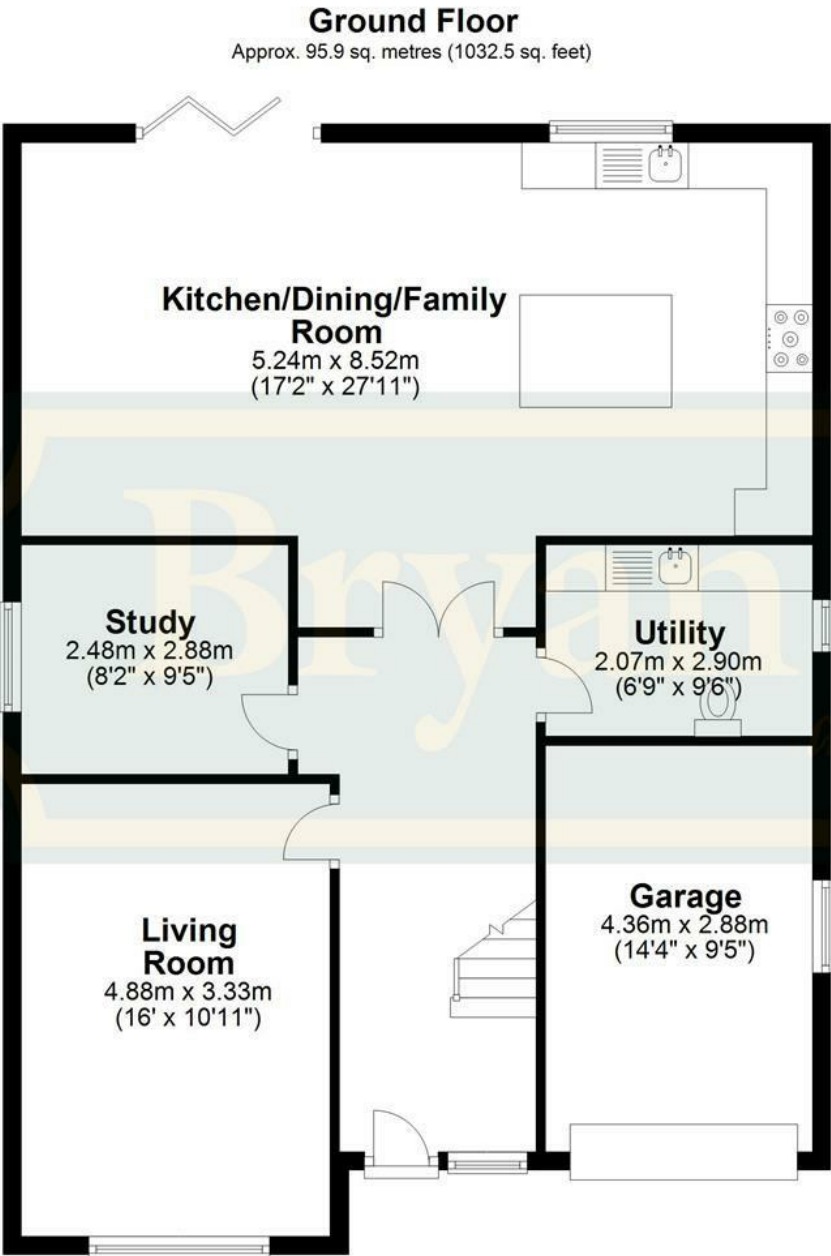 Ground Floor
Approx. 95.9 sq. metres (1032.5 sq. feet)
Kitchen/Dining/Family
Room
5.24m x 8.52m
(17'2" x 27'11")
Study
2.48m x 2.88m
(8'2" x 9'5")
Utility
2.07m x 2.90m
(6'9" x 9'6")
Bryan
Living
Room
4.88m x 3.33m
(16' x 10'11")
Garage
4.36m x 2.88m
(14'4" x 9'5")